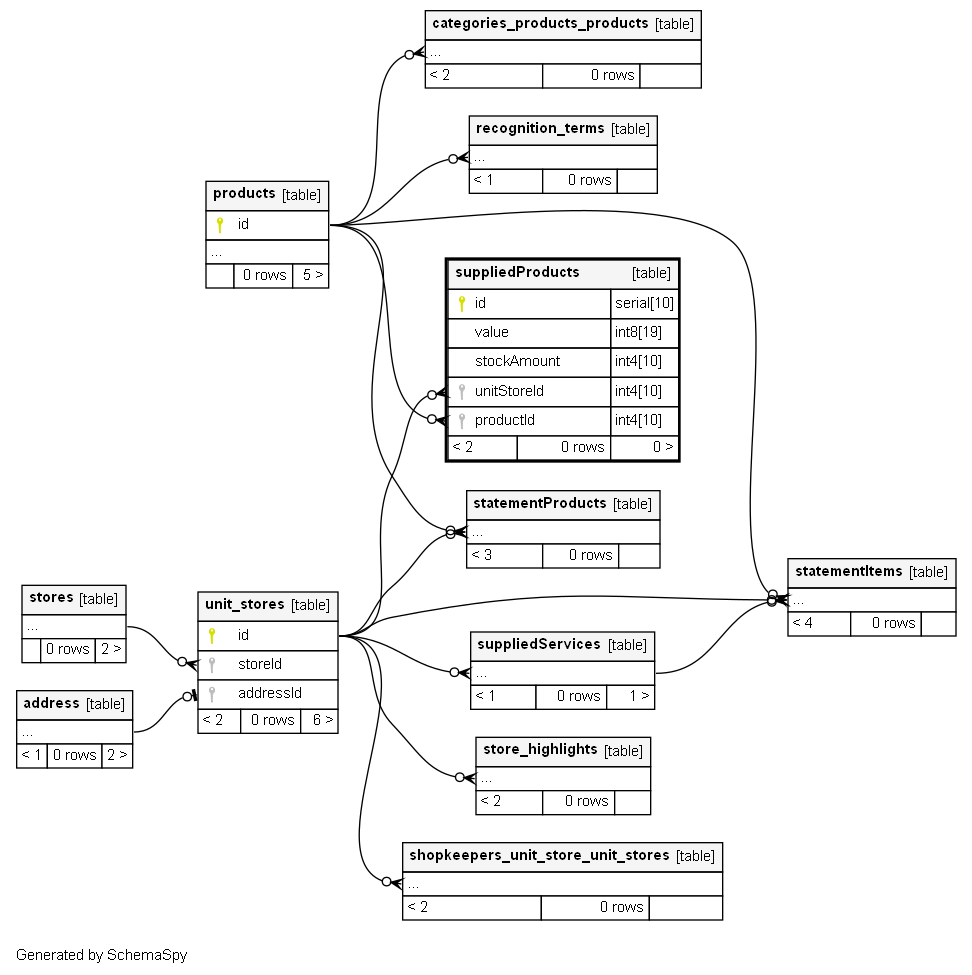 categories_products_products [table]
...
< 2 0 rows
recognition_terms [table]
...
< 1 0 rows
products [table]
id
...
0 rows 5 >
suppliedProducts [table]
id serial[10]
value int8[19]
stockAmount int4[10]
unitStoreId int4[10]
productId int4[10]
< 2 0 rows 0 >
statementProducts [table]
...
< 3 0 rows
statementItems [table]
...
< 4 0 rows
stores [table]
...
0 rows 2 >
unit_stores [table]
id
storeId
addressId
< 2 0 rows 6 >
address [table]
...
< 1 0 rows 2 >
suppliedServices [table]
...
< 1 0 rows 1 >
store_highlights [table]
...
< 2 0 rows
shopkeepers_unit_store_unit_stores [table]
...
< 2 0 rows
Generated by SchemaSpy